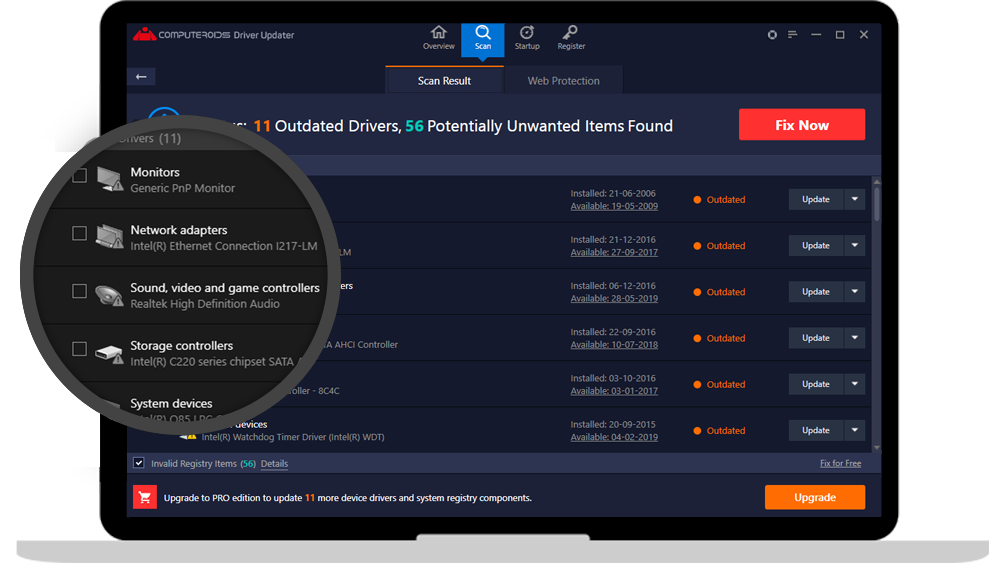 COMPUTEROIDS Driver Updater
Overview
Scan
Startup
Register
Scan Result
Web Protection
11 Outdated Drivers, 56 Potentially Unwanted Items Found
Fix Now
(11)
Monitors
Generic PnP Monitor
Installed: 21-06-2006
Available: 19-05-2009
Outdated
Update
Network adapters
Intel(R) Ethernet Connection I217-LM
LM
Installed: 21-12-2016
Available: 27-09-2017
Outdated
Update
Sound, video and game controllers
Realtek High Definition Audio
Installed: 06-12-2016
Available: 28-05-2019
Outdated
Update
Storage controllers
Intel(R) C220 series chipset SATA
AHCI Controller
Installed: 22-09-2016
Available: 10-07-2018
Outdated
Update
System devices
- 8C4C
Installed: 03-10-2016
Available: 03-01-2017
Outdated
Update
devices
Intel(R) Watchdog Timer Driver (Intel(R) WDT)
Installed: 20-09-2015
Available: 04-02-2019
Outdated
Update
Invalid Registry Items (56) Details
Fix for Free
Upgrade to PRO edition to update 11 more device drivers and system registry components.
Upgrade